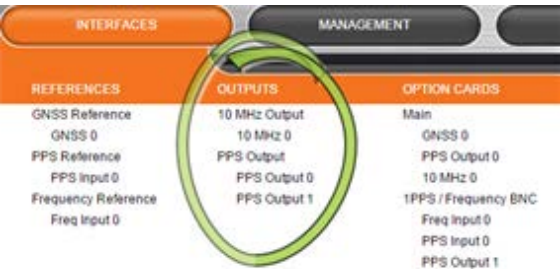 INTERFACES
MANAGEMENT
REFERENCES
GNSS Reference
GNSS 0
PPS Reference
PPS Input 0
Frequency Reference
Freq Input 0
OUTPUTS
10 MHz Output
10 MHz 0
PPS Output
PPS Output 0
PPS Output 1
OPTION CARDS
Main
GNSS 0
PPS Output 0
10 MHz 0
1PPS / Frequency BNC
Freq Input 0
PPS Input 0
PPS Output 1